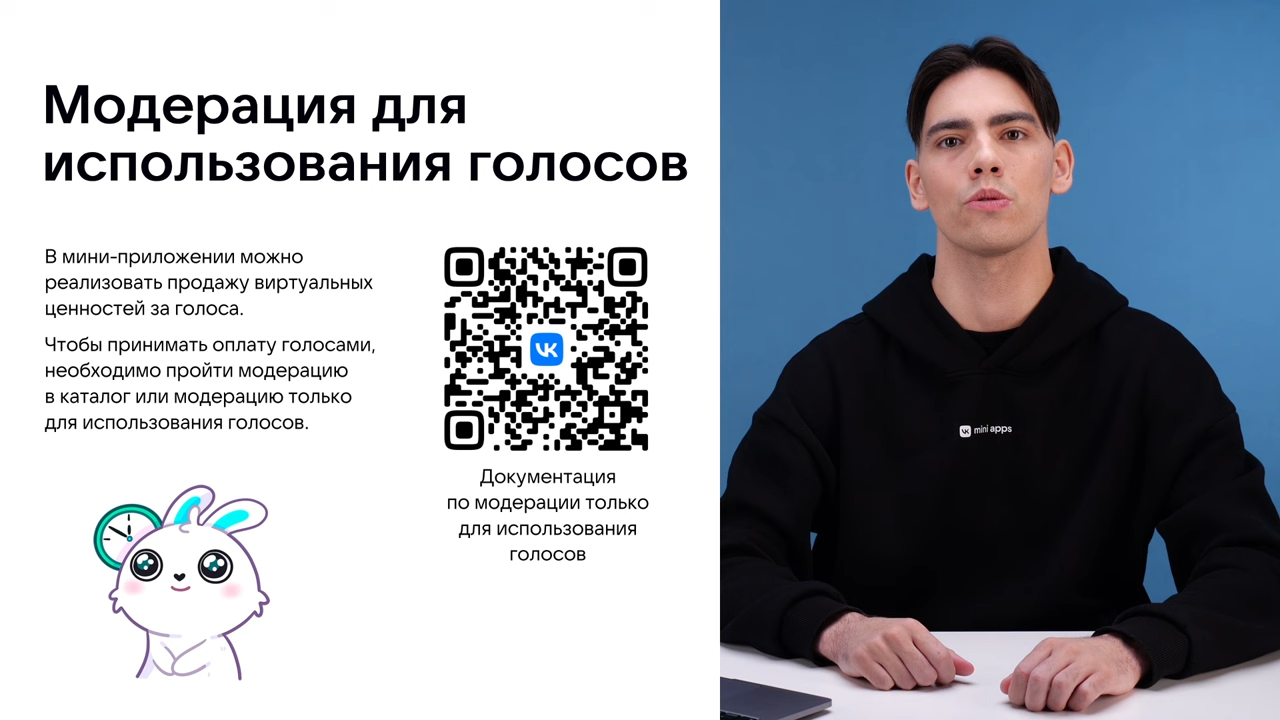 Модерация для
использования голосов
В мини-приложении можно
реализовать продажу виртуальных
ценностей за голоса.
Чтобы принимать оплату голосами,
необходимо пройти модерацию
в каталог или модерацию только
для использования голосов.
Документация
по модерации только
для использования
голосов
mini apps